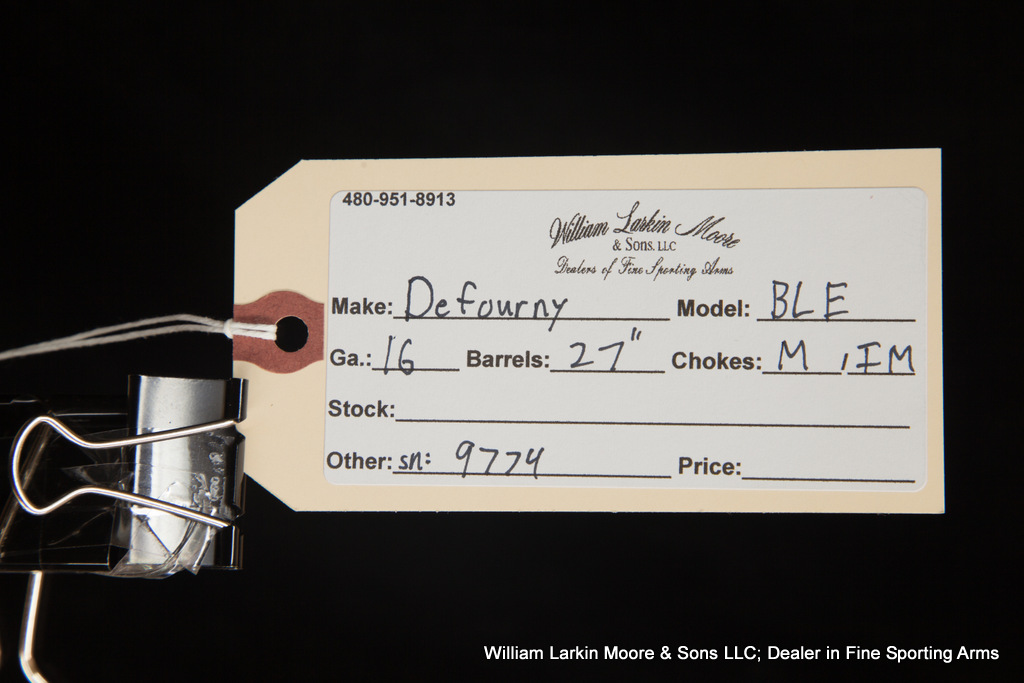 480-951-8913
William Larkin Moore
& Sons, LLC
Dealers of Fine Sporting Arms
Make: Defourny Model: BLE
Ga.: 16 Barrels: 27" Chokes: M , IM
Stock:
Other: sn: 9774 Price:
William Larkin Moore & Sons LLC; Dealer in Fine Sporting Arms